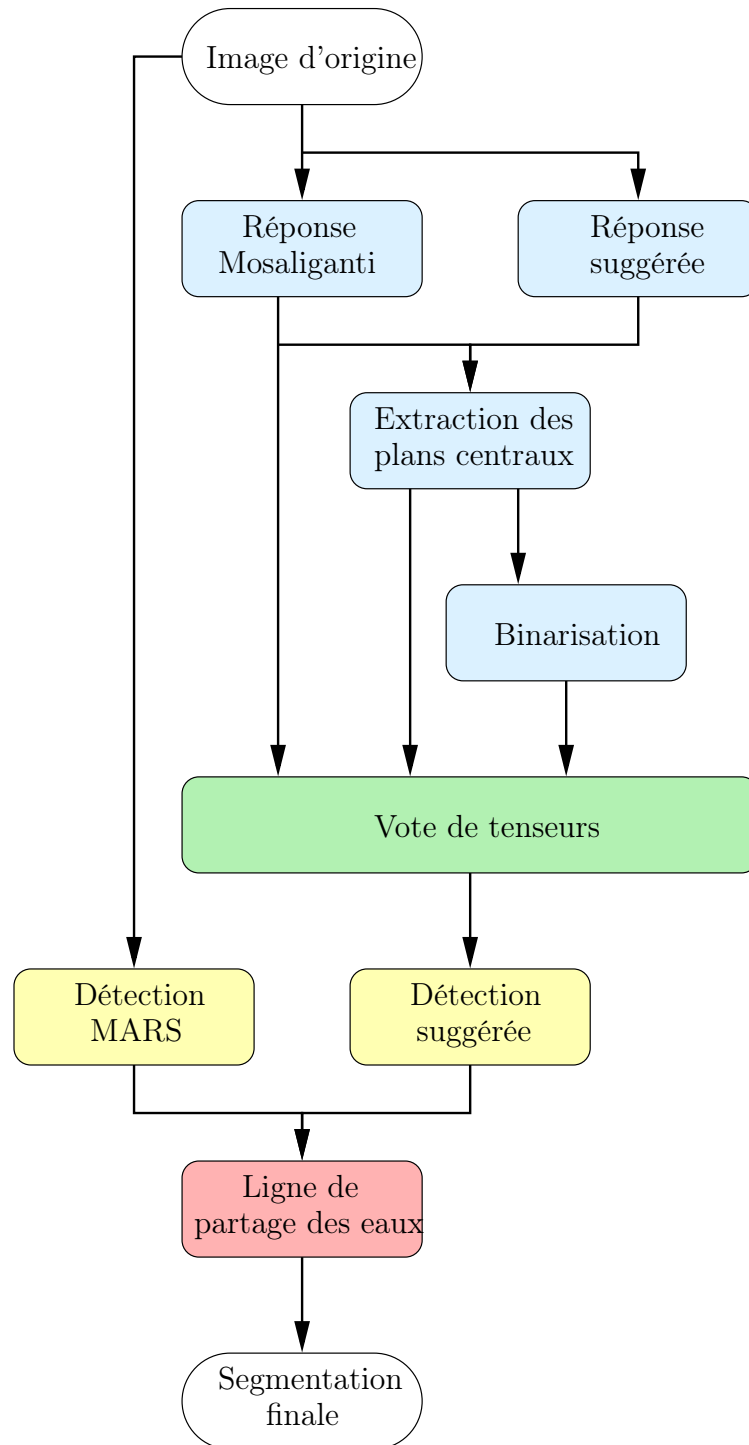 Image d'origine
Réponse
Mosaliganti
Réponse
suggérée
Extraction des
plans centraux
Binarisation
Vote de tenseurs
Détection
MARS
Détection
suggérée
Ligne de
partage des eaux
Segmentation
finale